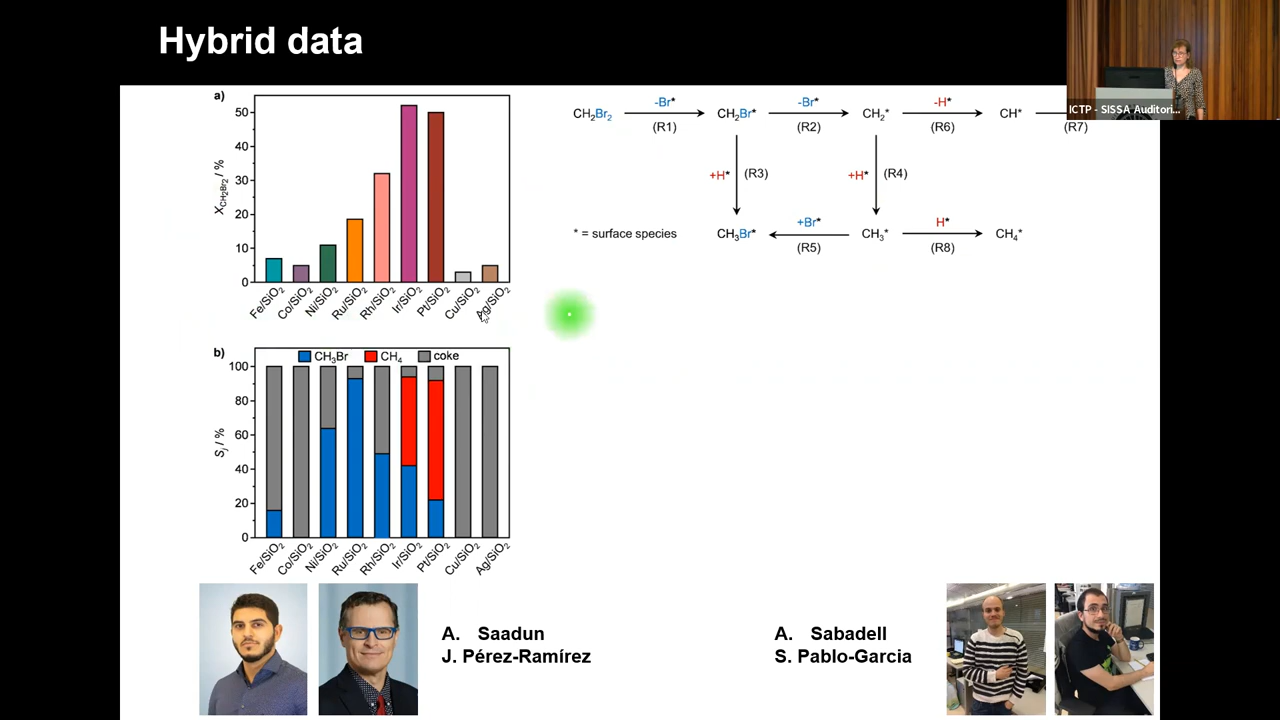 Hybrid data
ICTP - SISSA Auditori...
a)
X CH2Br2 / %
50
40
30
20
10
0
Fe/SiO2
Co/SiO2
Ni/SiO2
Ru/SiO2
Rh/SiO2
Ir/SiO2
Pt/SiO2
Cu/SiO2
Ag/SiO2
CH2Br2
-Br*
(R1)
CH2Br*
-Br*
(R2)
CH2*
-H*
(R6)
CH*
(R7)
+H*
(R3)
+H*
(R4)
* = surface species
CH3Br*
+Br*
(R5)
CH3*
H*
(R8)
CH4*
b)
CH3Br
CH4
coke
Sj / %
100
80
60
40
20
0
Fe/SiO2
Co/SiO2
Ni/SiO2
Ru/SiO2
Rh/SiO2
Ir/SiO2
Pt/SiO2
Cu/SiO2
Ag/SiO2
A. Saadun
J. Pérez-Ramírez
A. Sabadell
S. Pablo-Garcia